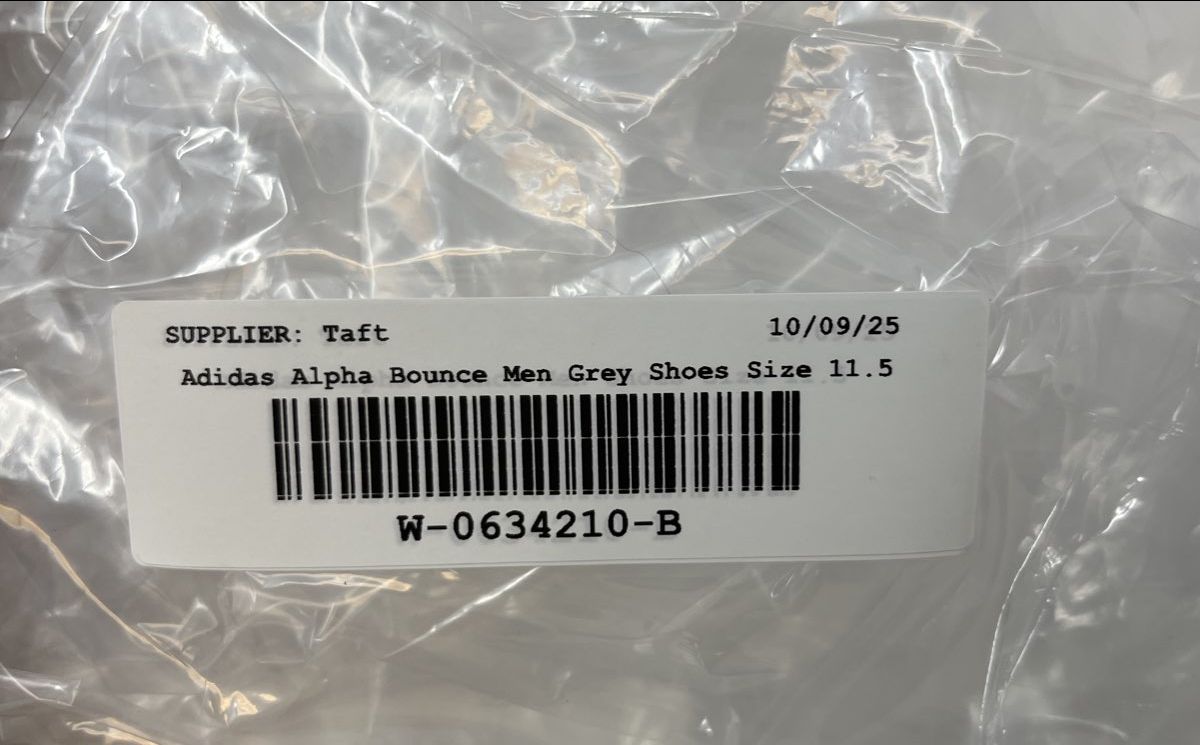 SUPPLIER: Taft 10/09/25
Adidas Alpha Bounce Men Grey Shoes Size 11.5
W-0634210-B